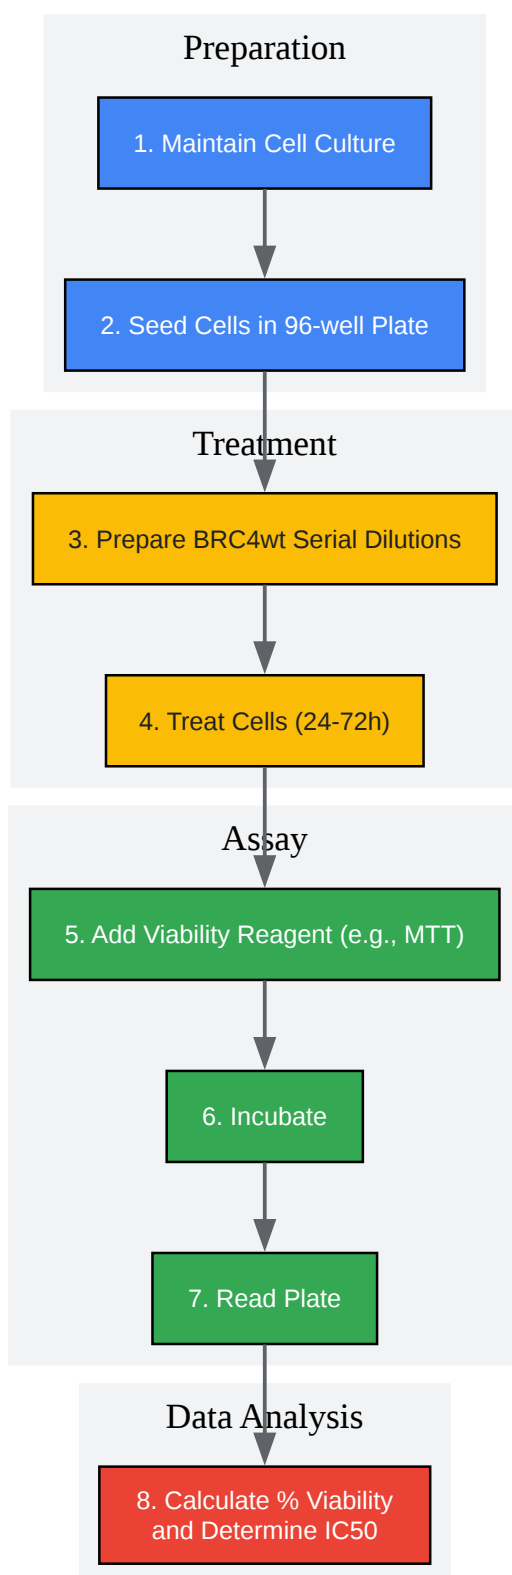 Preparation
1. Maintain Cell Culture
2. Seed Cells in 96-well Plate
Treatment
3. Prepare BRC4wt Serial Dilutions
4. Treat Cells (24-72h)
Assay
5. Add Viability Reagent (e.g., MTT)
6. Incubate
7. Read Plate
Data Analysis
8. Calculate % Viability
and Determine IC50